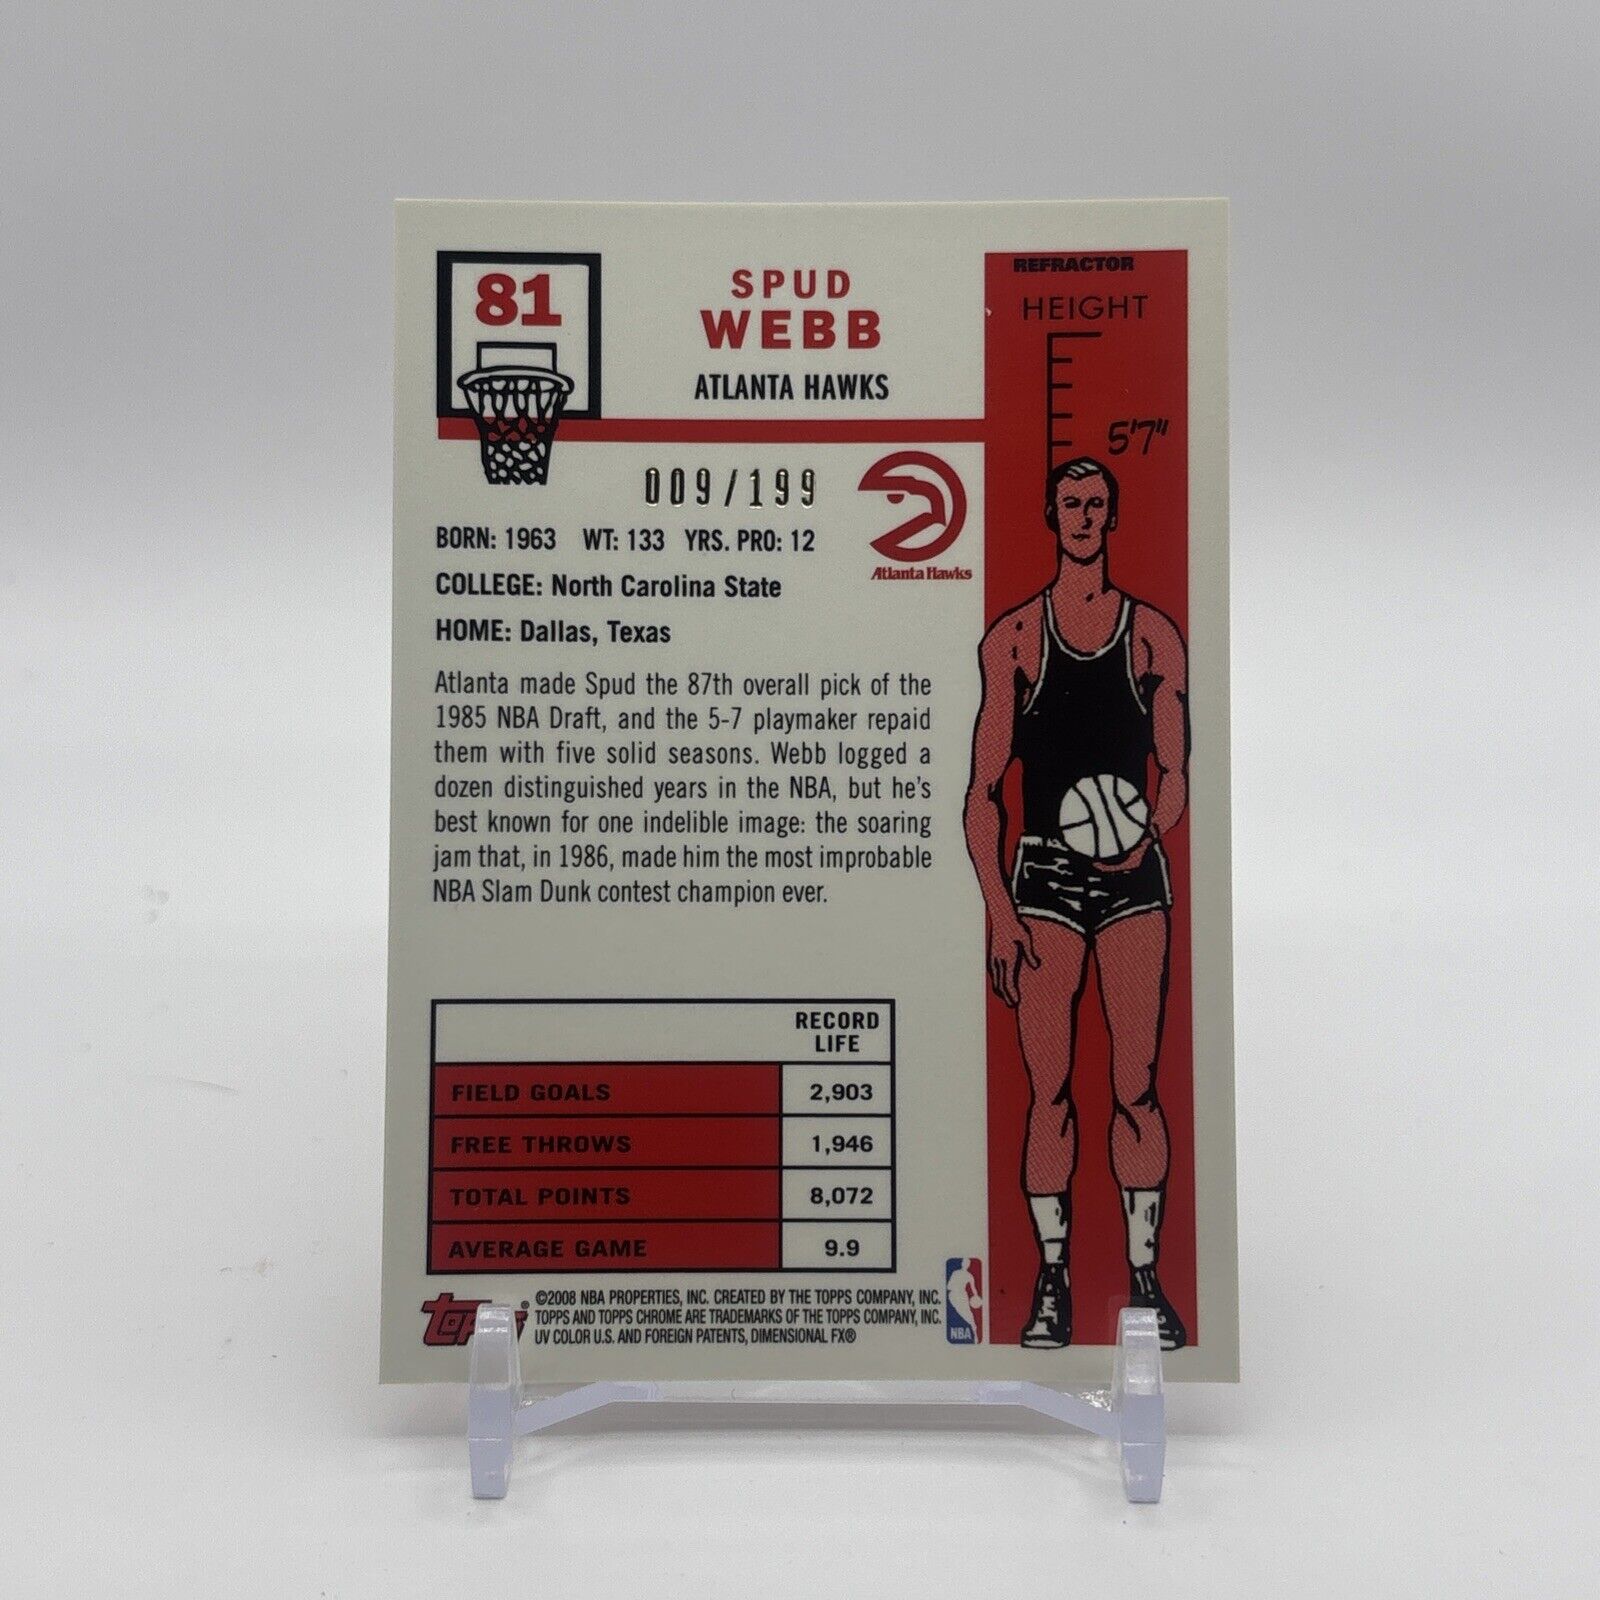 81
SPUD
WEBB
ATLANTA HAWKS
REFRACTOR
HEIGHT
5'7"
009/199
Atlanta Hawks
BORN: 1963 WT: 133 YRS. PRO: 12
COLLEGE: North Carolina State
HOME: Dallas, Texas
Atlanta made Spud the 87th overall pick of the
1985 NBA Draft, and the 5-7 playmaker repaid
them with five solid seasons. Webb logged a
dozen distinguished years in the NBA, but he's
best known for one indelible image: the soaring
jam that, in 1986, made him the most improbable
NBA Slam Dunk contest champion ever.
RECORD
LIFE
FIELD GOALS 2,903
FREE THROWS 1,946
TOTAL POINTS 8,072
AVERAGE GAME 9.9
topps®
©2008 NBA PROPERTIES, INC. CREATED BY THE TOPPS COMPANY, INC.
TOPPS AND TOPPS CHROME ARE TRADEMARKS OF THE TOPPS COMPANY, INC.
UV COLOR U.S. AND FOREIGN PATENTS, DIMENSIONAL FX®
NBA